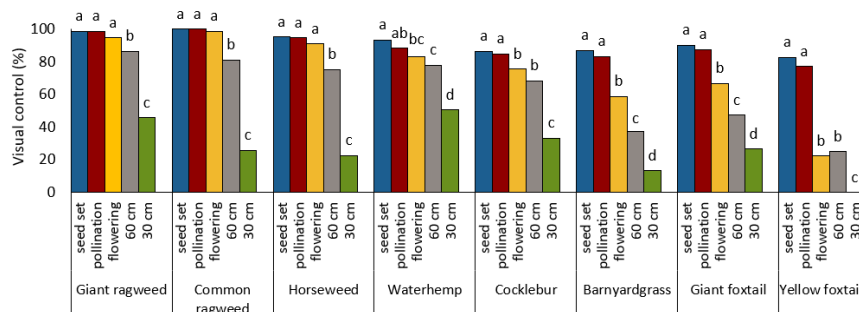 a a a b c a a a b c a a a b c a ab bc c d a a b b c a a b c d a a b c d a a b b c
100
80
60
40
20
0
Visual control (%)
seed set pollination flowering 60 cm 30 cm seed set pollination flowering 60 cm 30 cm seed set pollination flowering 60 cm 30 cm seed set pollination flowering 60 cm 30 cm seed set pollination flowering 60 cm 30 cm seed set pollination flowering 60 cm 30 cm seed set pollination flowering 60 cm 30 cm seed set pollination flowering 60 cm 30 cm
Giant ragweed Common Horseweed Waterhemp Cocklebur Barnyardgrass Giant foxtail Yellow foxtail
ragweed